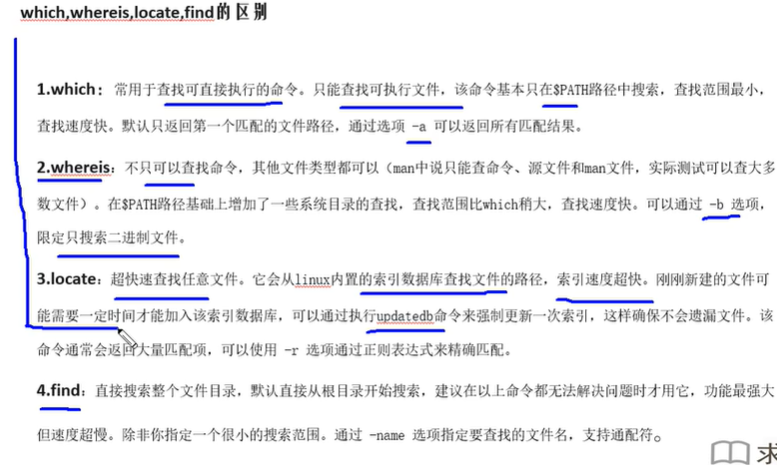 which,whereis,locate,find的区别
1.which：常用于查找可直接执行的命令。只能查找可执行文件，该命令基本只在$PATH路径中搜索，查找范围最小，
查找速度快。默认只返回第一个匹配的文件路径，通过选项 -a 可以返回所有匹配结果。
2.whereis：不只可以查找命令，其他文件类型都可以（man中说只能查命令、源文件和man文件，实际测试可以查大多
数文件）。在$PATH路径基础上增加了一些系统目录的查找，查找范围比which稍大，查找速度快。可以通过 -b 选项，
限定只搜索二进制文件。
3.locate：超快速查找任意文件。它会从linux内置的索引数据库查找文件的路径，索引速度超快。刚刚新建的文件可
能需要一定时间才能加入该索引数据库，可以通过执行updatedb命令来强制更新一次索引，这样确保不会遗漏文件。该
命令通常会返回大量匹配项，可以使用 -r 选项通过正则表达式来精确匹配。
4.find：直接搜索整个文件目录，默认直接从根目录开始搜索，建议在以上命令都无法解决问题时才用它，功能最强大
但速度超慢。除非你指定一个很小的搜索范围。通过 -name 选项指定要查找的文件名，支持通配符。
求